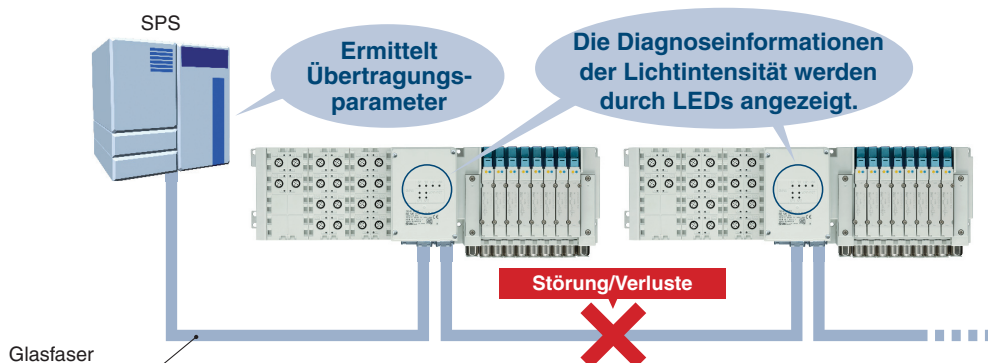 SPS
Ermittelt
Übertragungs-
parameter
Die Diagnoseinformationen
der Lichtintensität werden
durch LEDs angezeigt.
Störung/Verluste
Glasfaser